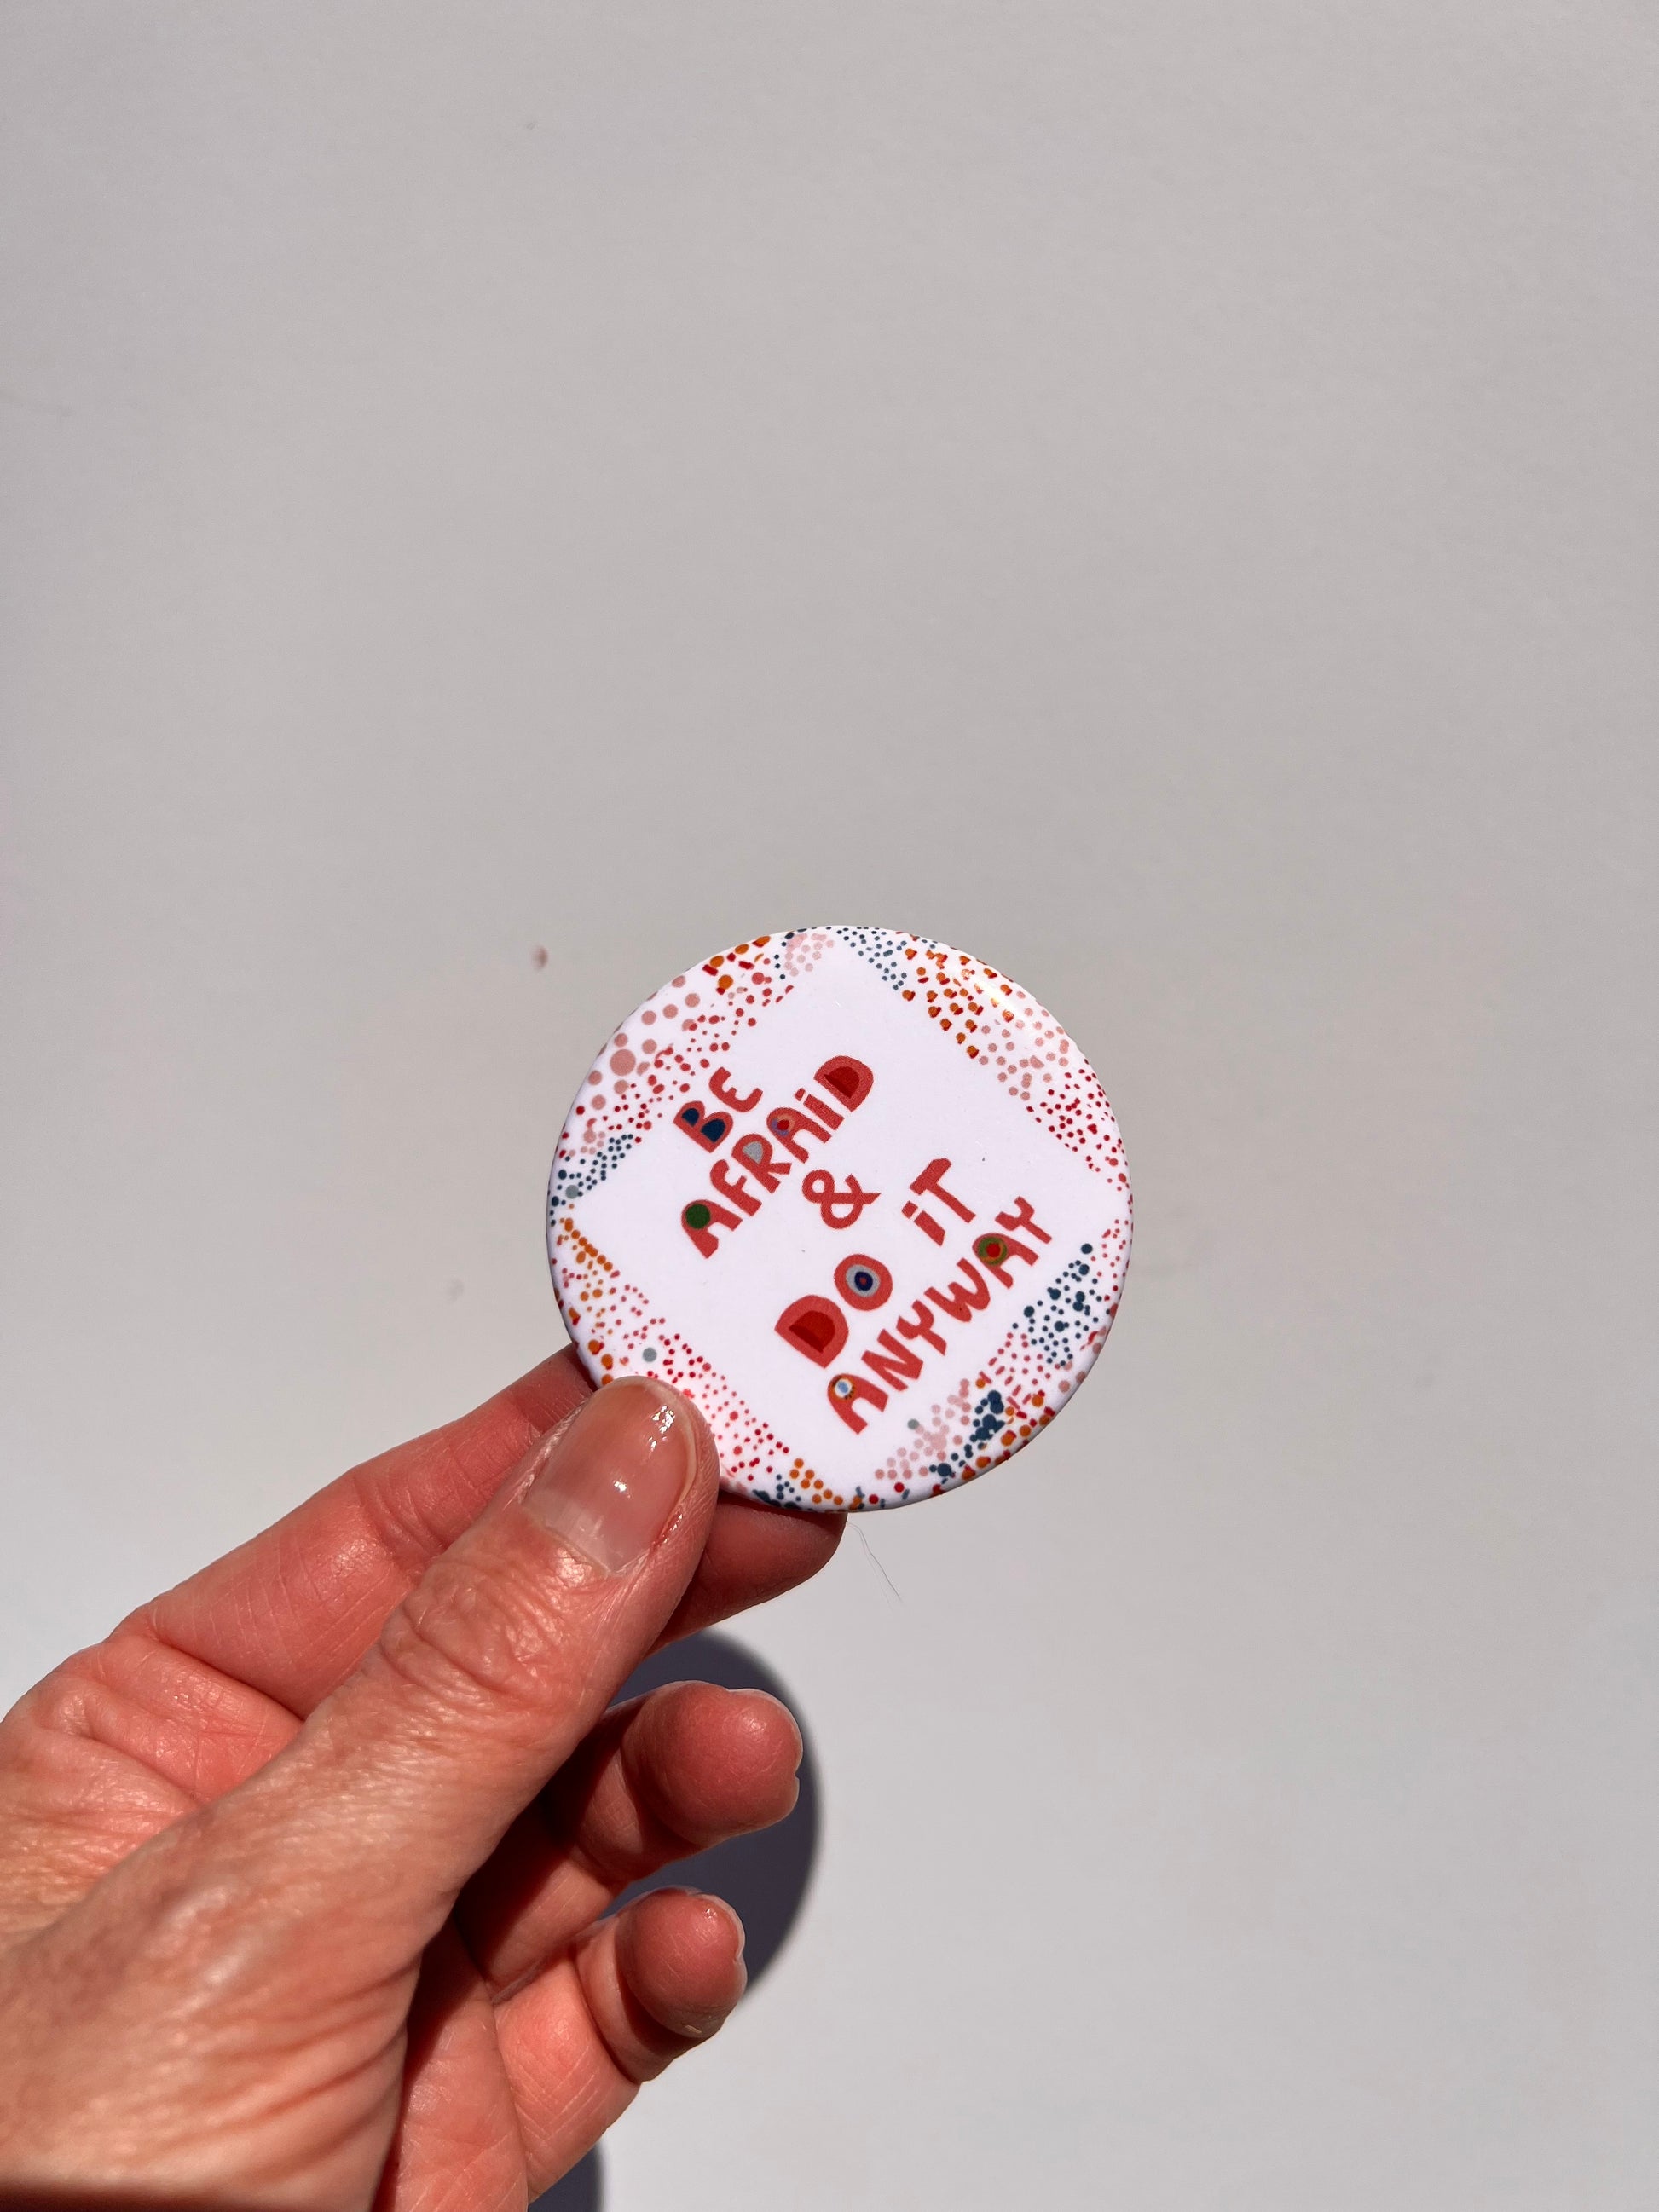 BE
AFRAiD
&
DO iT
ANYWAY